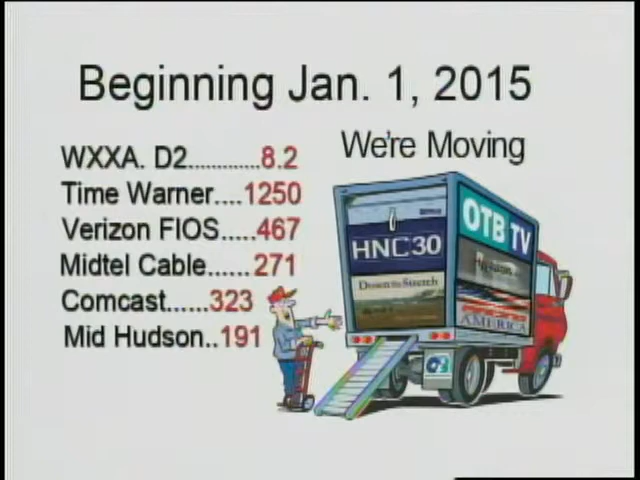 Beginning Jan. 1, 2015
We're Moving
WXXA. D2............8.2
Time Warner....1250
Verizon FIOS.....467
Midtel Cable......271
Comcast......323
Mid Hudson..191
OTB TV
HNC30
Down the Stretch
AMERICA